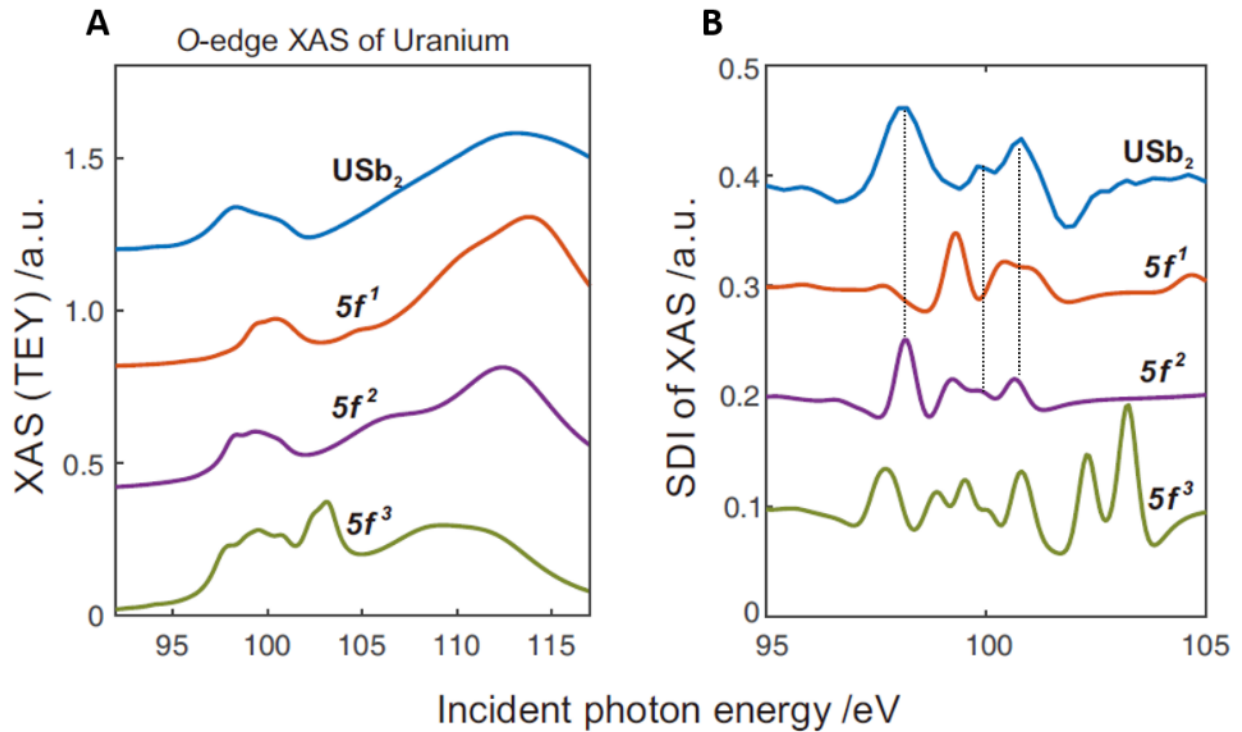 A
O-edge XAS of Uranium
XAS (TEY) /a.u.
1.5
1.0
0.5
0
USb₂
5f¹
5f²
5f³
95 100 105 110 115
B
SDI of XAS /a.u.
0.5
0.4
0.3
0.2
0.1
0
USb₂
5f¹
5f²
5f³
95 100 105
Incident photon energy /eV